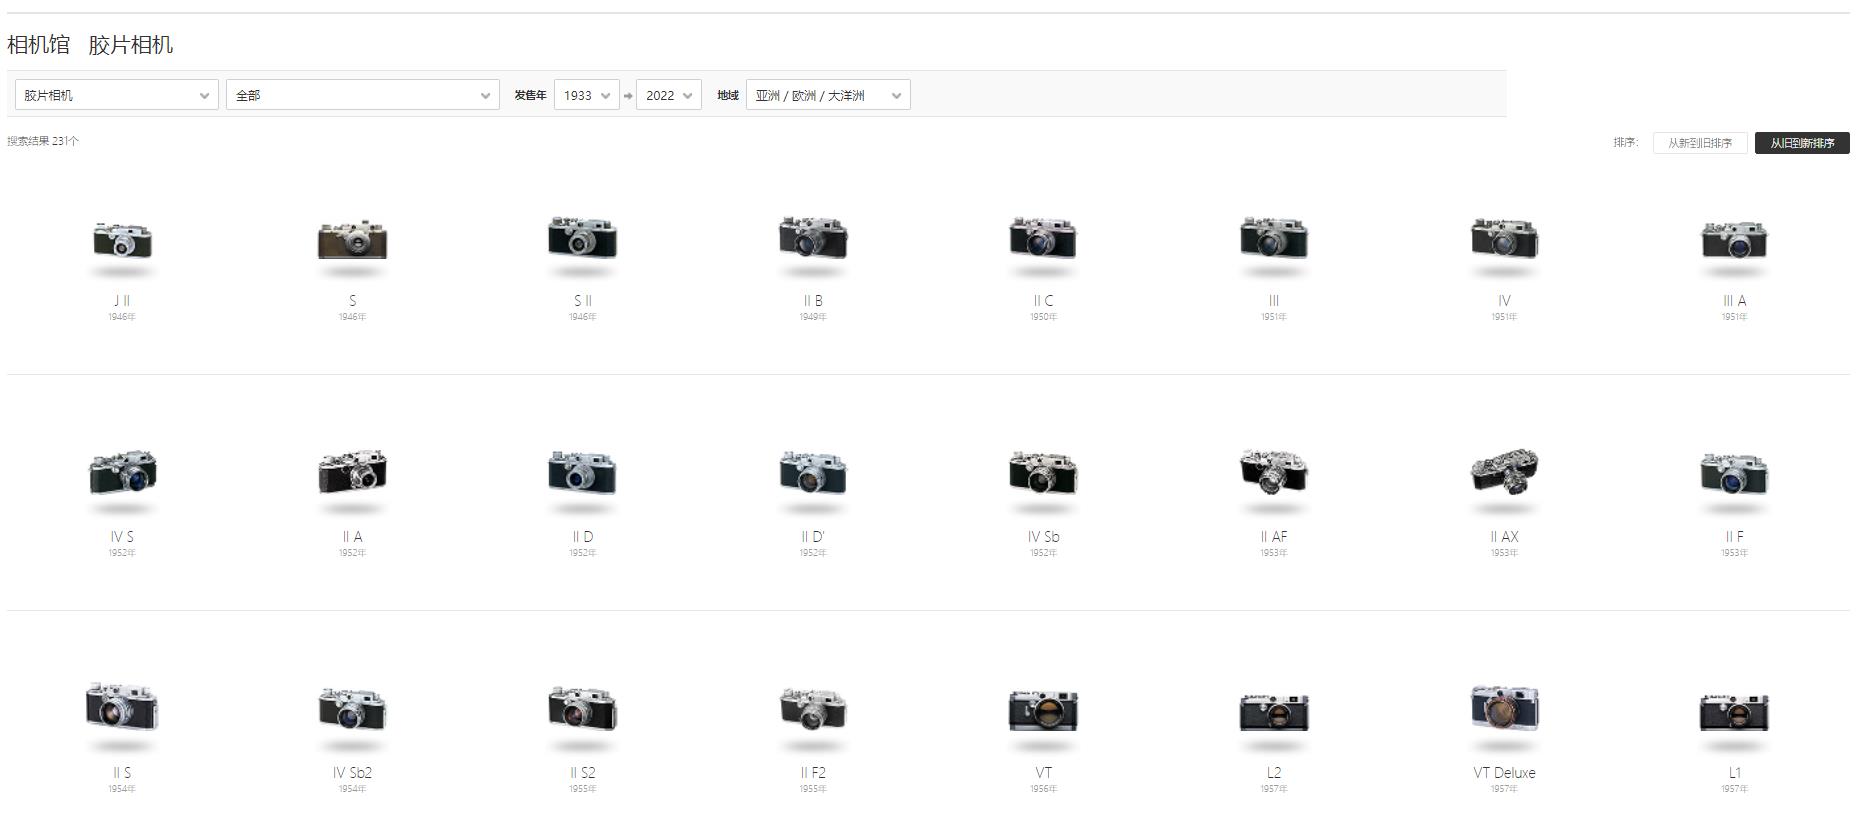 相机馆 胶片相机
胶片相机 全部 发售年 1933 2022 地域 亚洲 / 欧洲 / 大洋洲
搜索结果 231个 排序: 从新到旧排序 从旧到新排序
J II S S II II B II C III IV III A
1946年 1946年 1946年 1949年 1950年 1951年 1951年 1951年
IV S II A II D II D' IV Sb II AF II AX II F
1952年 1952年 1952年 1952年 1952年 1953年 1953年 1953年
II S IV Sb2 II S2 II F2 VT L2 VT Deluxe L1
1954年 1954年 1955年 1955年 1956年 1957年 1957年 1957年